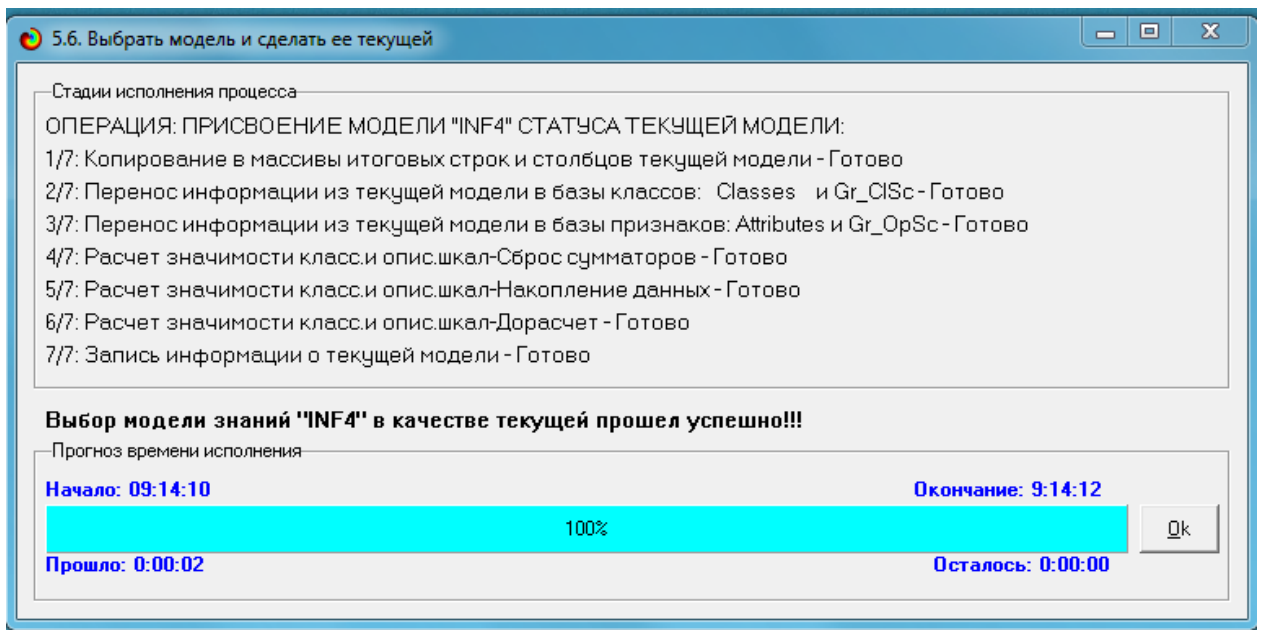 5.6. Выбрать модель и сделать ее текущей
Стадии исполнения процесса
ОПЕРАЦИЯ: ПРИСВОЕНИЕ МОДЕЛИ "INF4" СТАТУСА ТЕКУЩЕЙ МОДЕЛИ:
1/7: Копирование в массивы итоговых строк и столбцов текущей модели - Готово
2/7: Перенос информации из текущей модели в базы классов: Classes и Gr_ClSc - Готово
3/7: Перенос информации из текущей модели в базы признаков: Attributes и Gr_OpSc - Готово
4/7: Расчет значимости класс.и опис.шкал-Сброс сумматоров - Готово
5/7: Расчет значимости класс.и опис.шкал-Накопление данных - Готово
6/7: Расчет значимости класс.и опис.шкал-Дорасчет - Готово
7/7: Запись информации о текущей модели - Готово
Выбор модели знаний "INF4" в качестве текущей прошел успешно!!!
Прогноз времени исполнения
Начало: 09:14:10 Окончание: 9:14:12
100% Ok
Прошло: 0:00:02 Осталось: 0:00:00